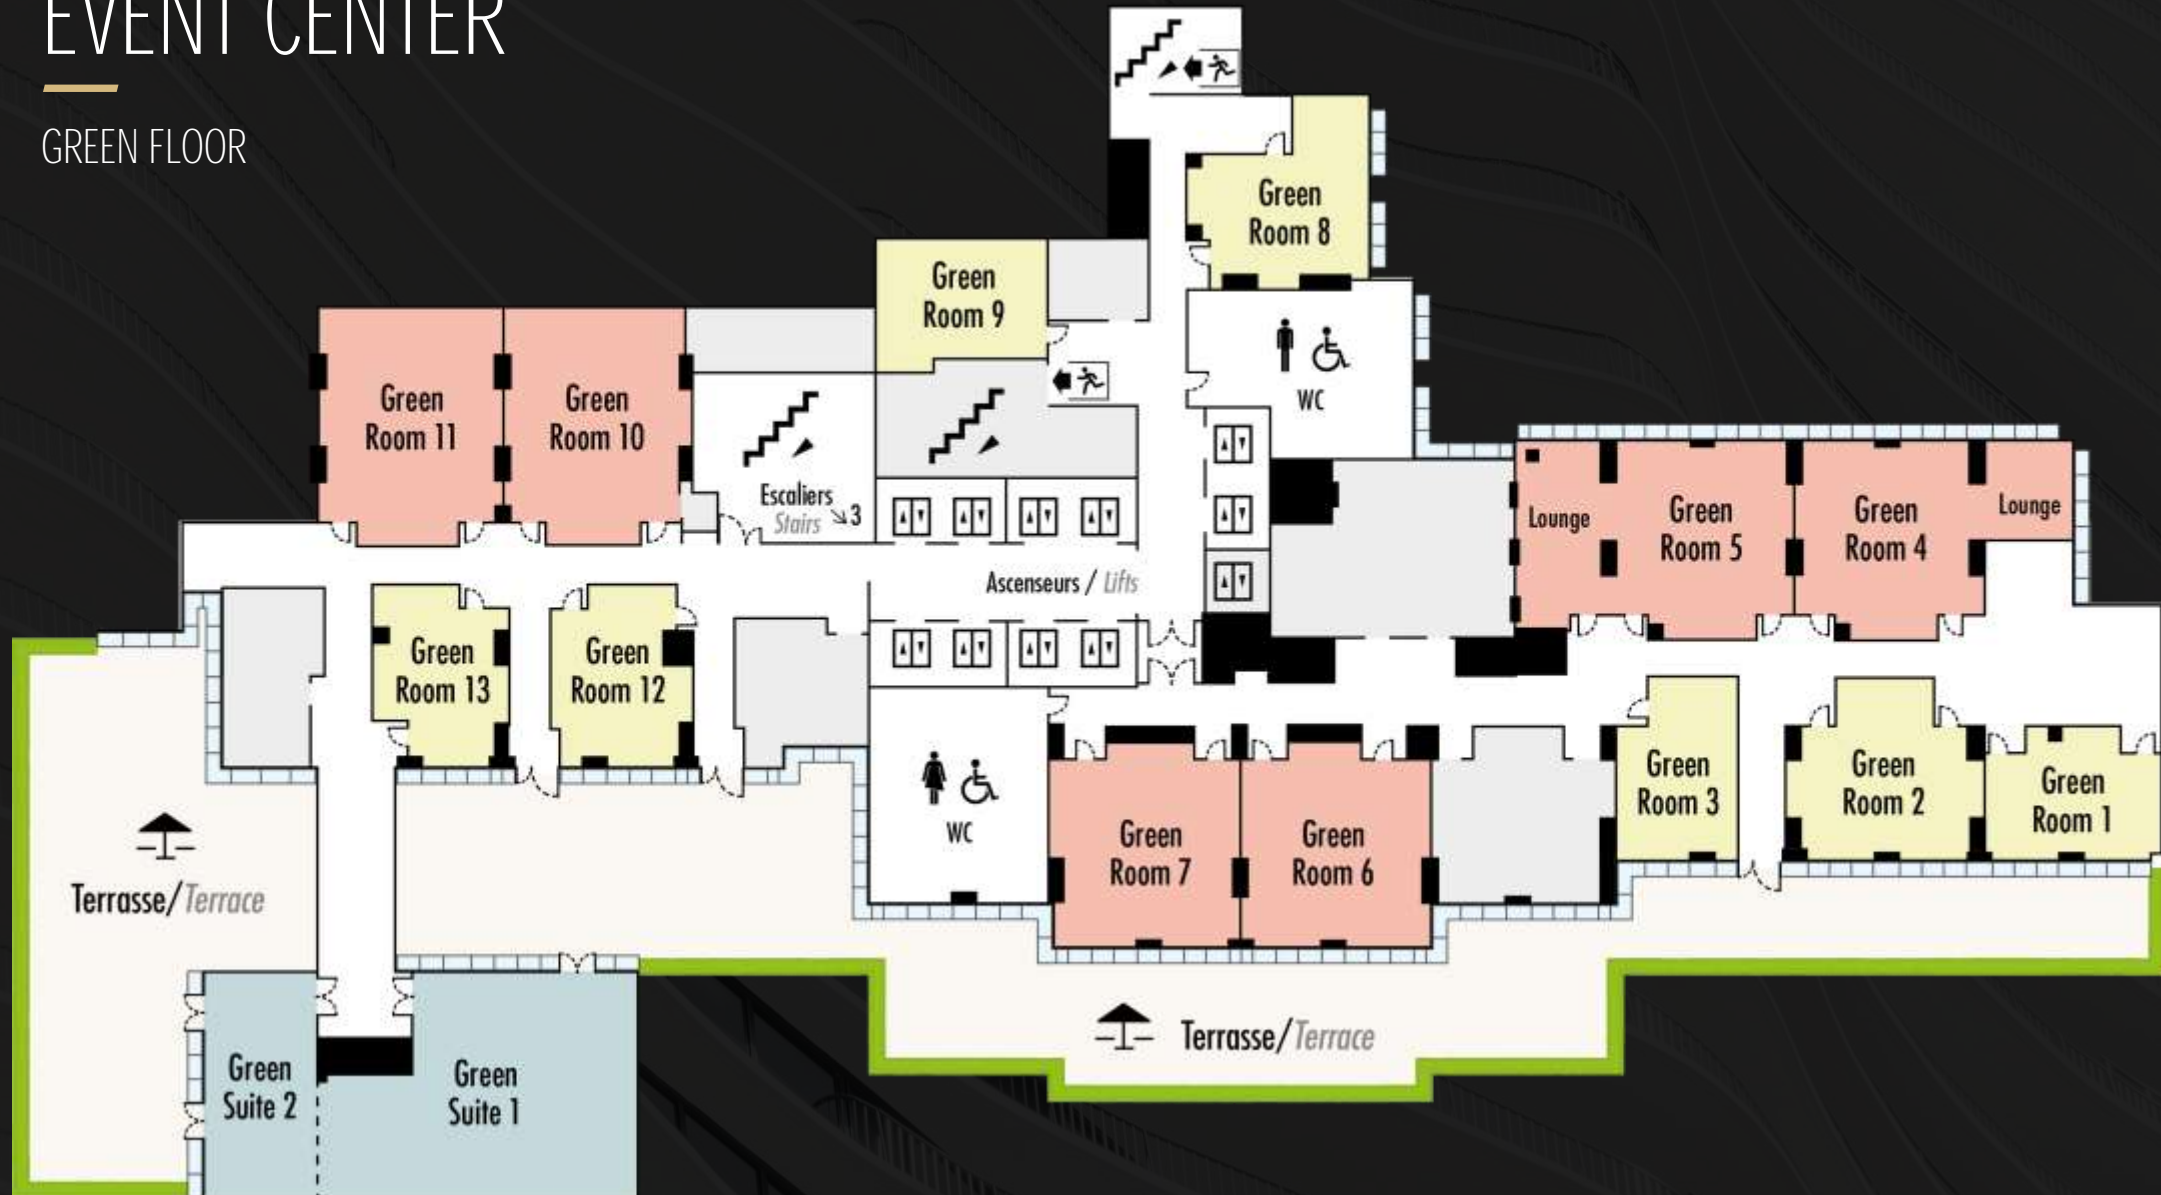 EVENT CENTER
GREEN FLOOR
Green
Room 8
Green
Room 9
WC
Green
Room 11
Green
Room 10
Escaliers
Stairs ↘3
Lounge
Green
Room 5
Green
Room 4
Lounge
Ascenseurs / Lifts
Green
Room 13
Green
Room 12
WC
Green
Room 7
Green
Room 6
Green
Room 3
Green
Room 2
Green
Room 1
Terrasse/Terrace
Terrasse/Terrace
Green
Suite 2
Green
Suite 1